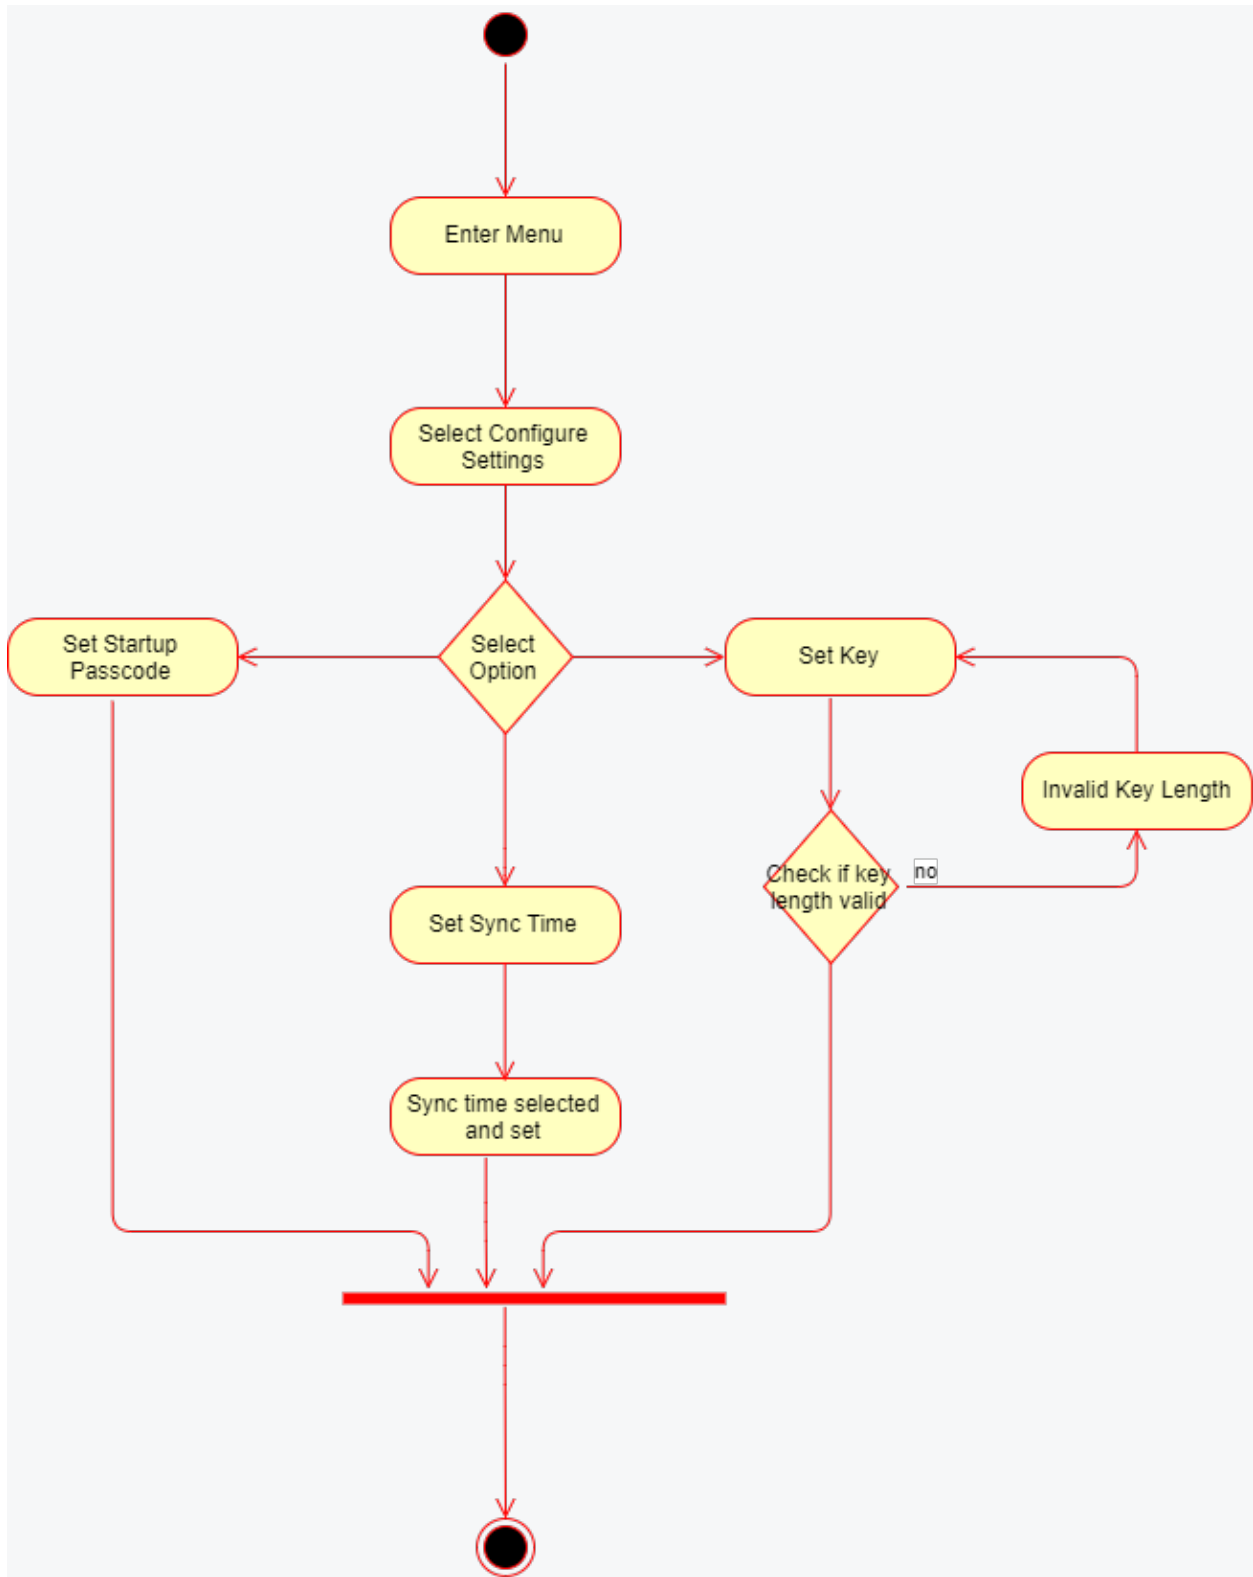 Enter Menu
Select Configure
Settings
Set Startup
Passcode
Select
Option
Set Key
Invalid Key Length
Check if key
length valid
no
Set Sync Time
Sync time selected
and set